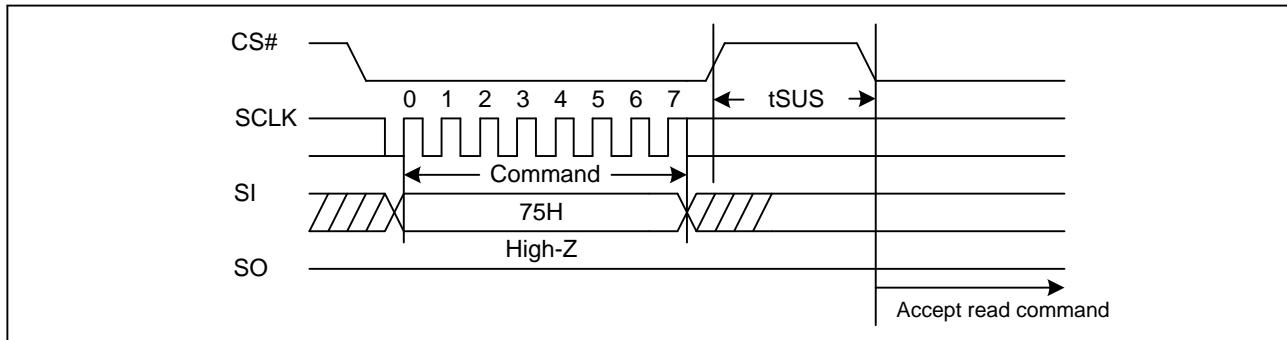 CS#
tSUS
0 1 2 3 4 5 6 7
SCLK
Command
SI
75H
High-Z
SO
Accept read command